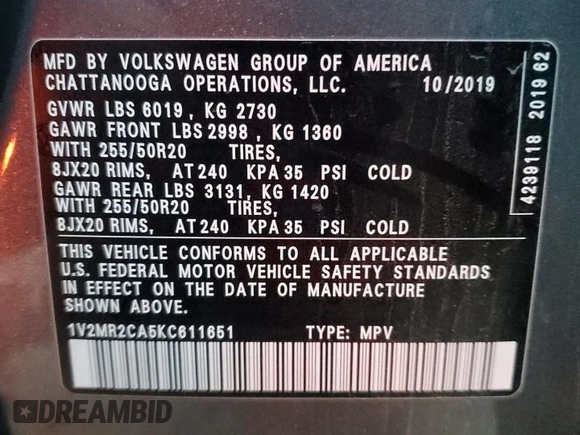 MFD BY VOLKSWAGEN GROUP OF AMERICA
CHATTANOOGA OPERATIONS, LLC. 10/2019
GVWR LBS 6019, KG 2730
GAWR FRONT LBS 2998, KG 1360
WITH 255/50R20 TIRES,
8JX20 RIMS, AT 240 KPA 35 PSI COLD
GAWR REAR LBS 3131, KG 1420
WITH 255/50R20 TIRES,
8JX20 RIMS, AT 240 KPA 35 PSI COLD
THIS VEHICLE CONFORMS TO ALL APPLICABLE
U.S. FEDERAL MOTOR VEHICLE SAFETY STANDARDS
IN EFFECT ON THE DATE OF MANUFACTURE
SHOWN ABOVE.
1V2MR2CA5KC611651 TYPE: MPV
4239118 2019 62
DREAMBID